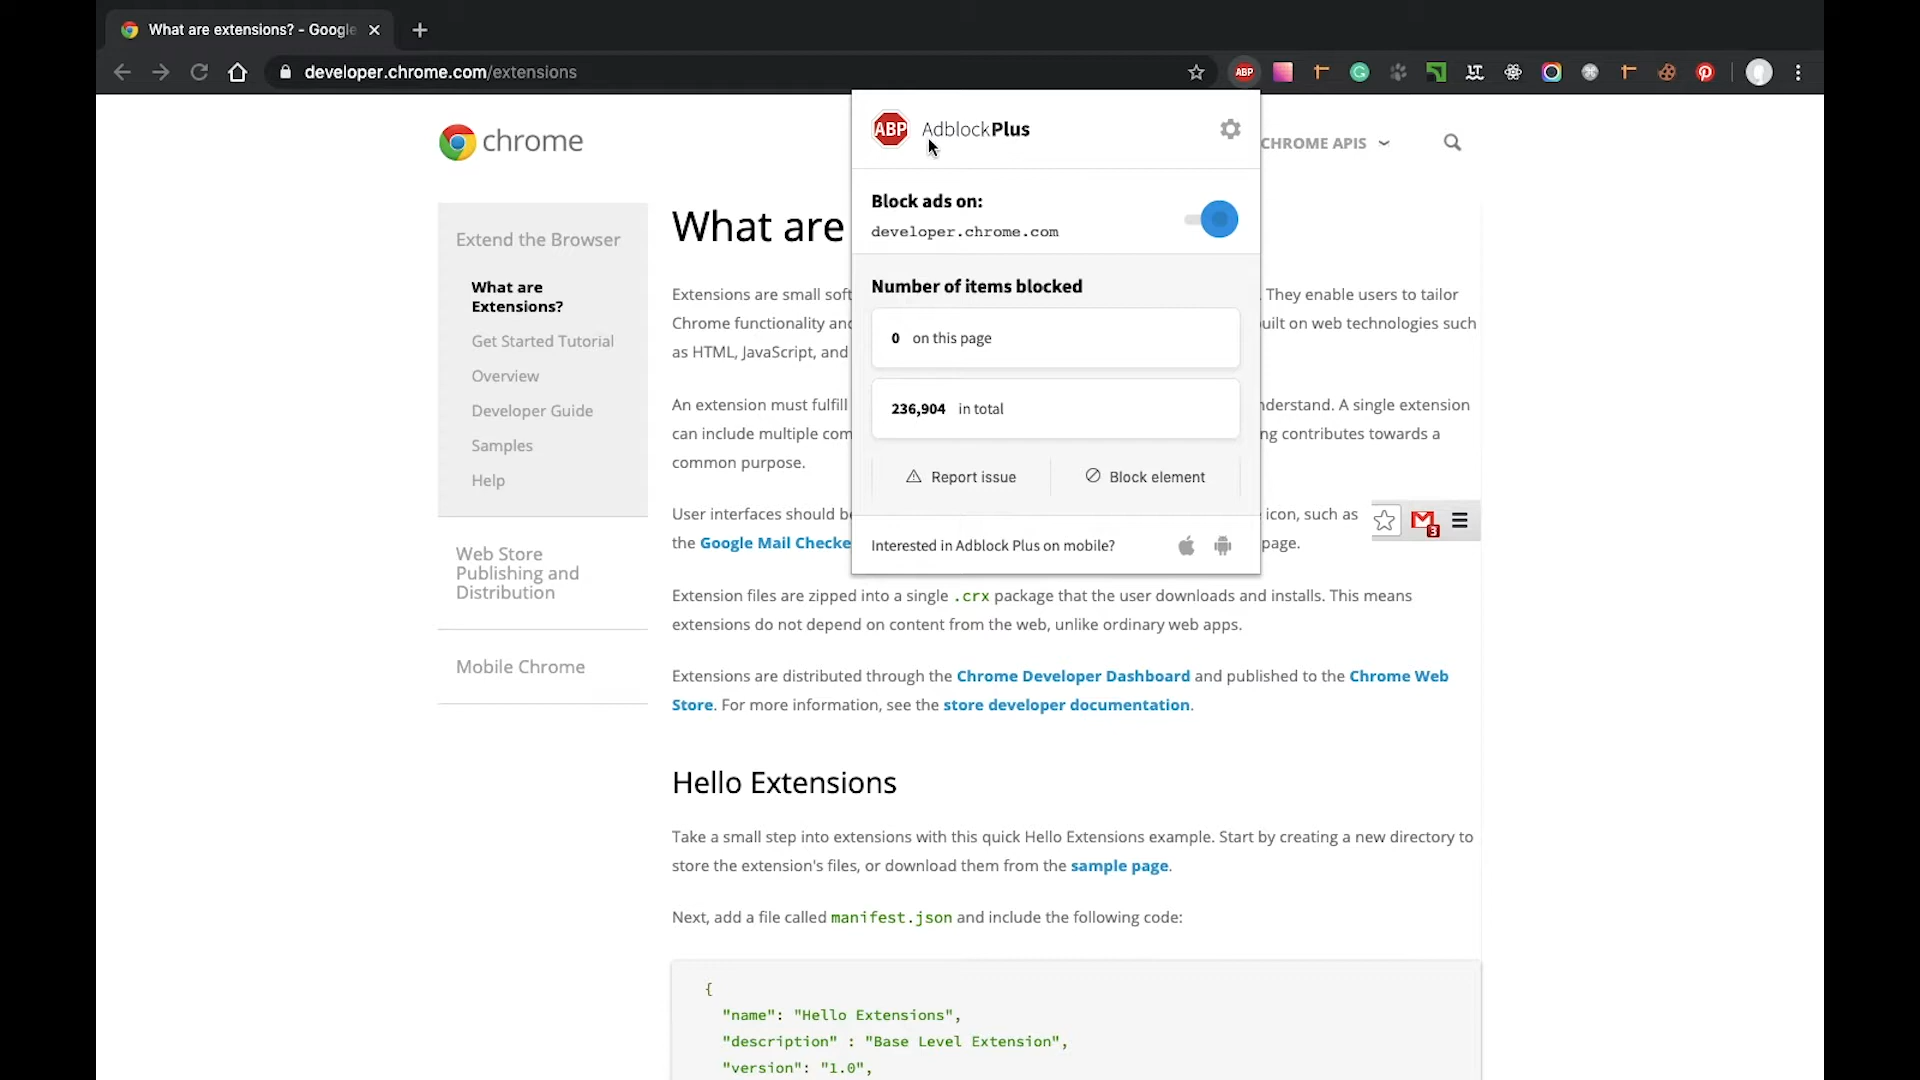 What are extensions? - Google
developer.chrome.com/extensions
ABP
chrome
CHROME APIS
ABP AdblockPlus
Block ads on:
developer.chrome.com
Number of items blocked
0 on this page
236,904 in total
Report issue
Block element
Interested in Adblock Plus on mobile?
Extend the Browser
What are
Extensions?
Get Started Tutorial
Overview
Developer Guide
Samples
Help
Web Store
Publishing and
Distribution
Mobile Chrome
What are
Extensions are small soft . They enable users to tailor
Chrome functionality and uilt on web technologies such
as HTML, JavaScript, and
An extension must fulfill nderstand. A single extension
can include multiple com ng contributes towards a
common purpose.
User interfaces should be icon, such as
the Google Mail Checke page.
3
Extension files are zipped into a single .crx package that the user downloads and installs. This means
extensions do not depend on content from the web, unlike ordinary web apps.
Extensions are distributed through the Chrome Developer Dashboard and published to the Chrome Web
Store. For more information, see the store developer documentation.
Hello Extensions
Take a small step into extensions with this quick Hello Extensions example. Start by creating a new directory to
store the extension's files, or download them from the sample page.
Next, add a file called manifest.json and include the following code:
{
"name": "Hello Extensions",
"description" : "Base Level Extension",
"version": "1.0",